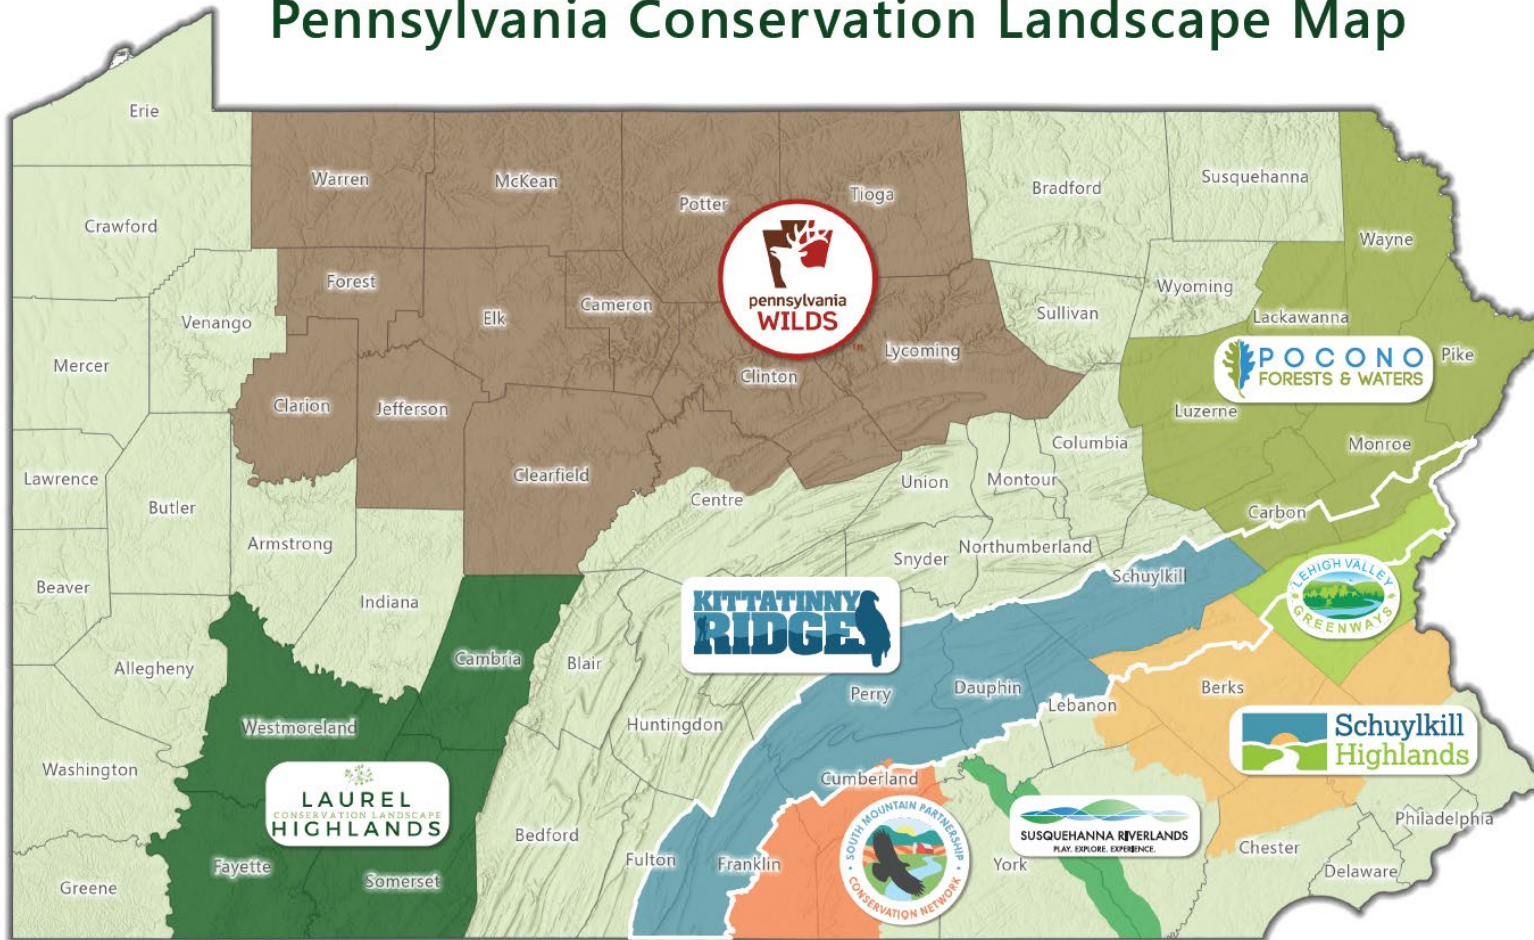 Pennsylvania Conservation Landscape Map
Erie
Warren
McKean
Potter
Tioga
Bradford
Susquehanna
Crawford
Wayne
Forest
Cameron
Elk
pennsylvania
WILDS
TM
Sullivan
Wyoming
Lackawanna
Venango
Mercer
Clinton
Lycoming
POCONO
FORESTS & WATERS
Pike
Clarion
Jefferson
Luzerne
Columbia
Monroe
Lawrence
Butler
Clearfield
Centre
Union
Montour
Carbon
Armstrong
Snyder
Northumberland
Schuylkill
Beaver
Indiana
KITTATINNY
RIDGE
LEHIGH VALLEY
GREENWAYS
Allegheny
Cambria
Blair
Perry
Dauphin
Lebanon
Berks
Westmoreland
Huntingdon
Schuylkill
Highlands
Washington
LAUREL
CONSERVATION LANDSCAPE
HIGHLANDS
Cumberland
SOUTH MOUNTAIN PARTNERSHIP
CONSERVATION NETWORK
SUSQUEHANNA RIVERLANDS
PLAY. EXPLORE. EXPERIENCE.
Philadelphia
Bedford
Fulton
Franklin
York
Chester
Delaware
Greene
Fayette
Somerset